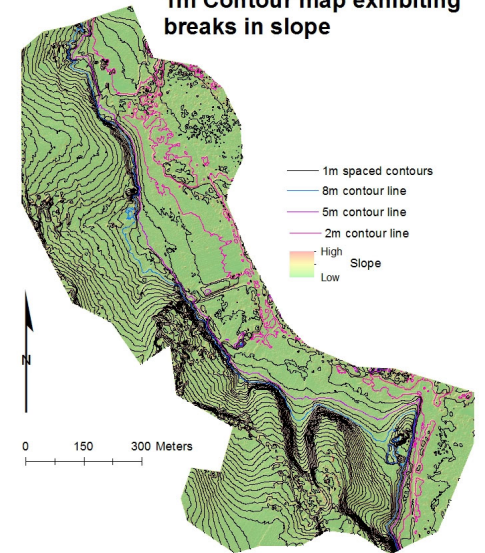 1m Contour map exhibiting
breaks in slope
1m spaced contours
8m contour line
5m contour line
2m contour line
High
Slope
Low
N
0 150 300 Meters